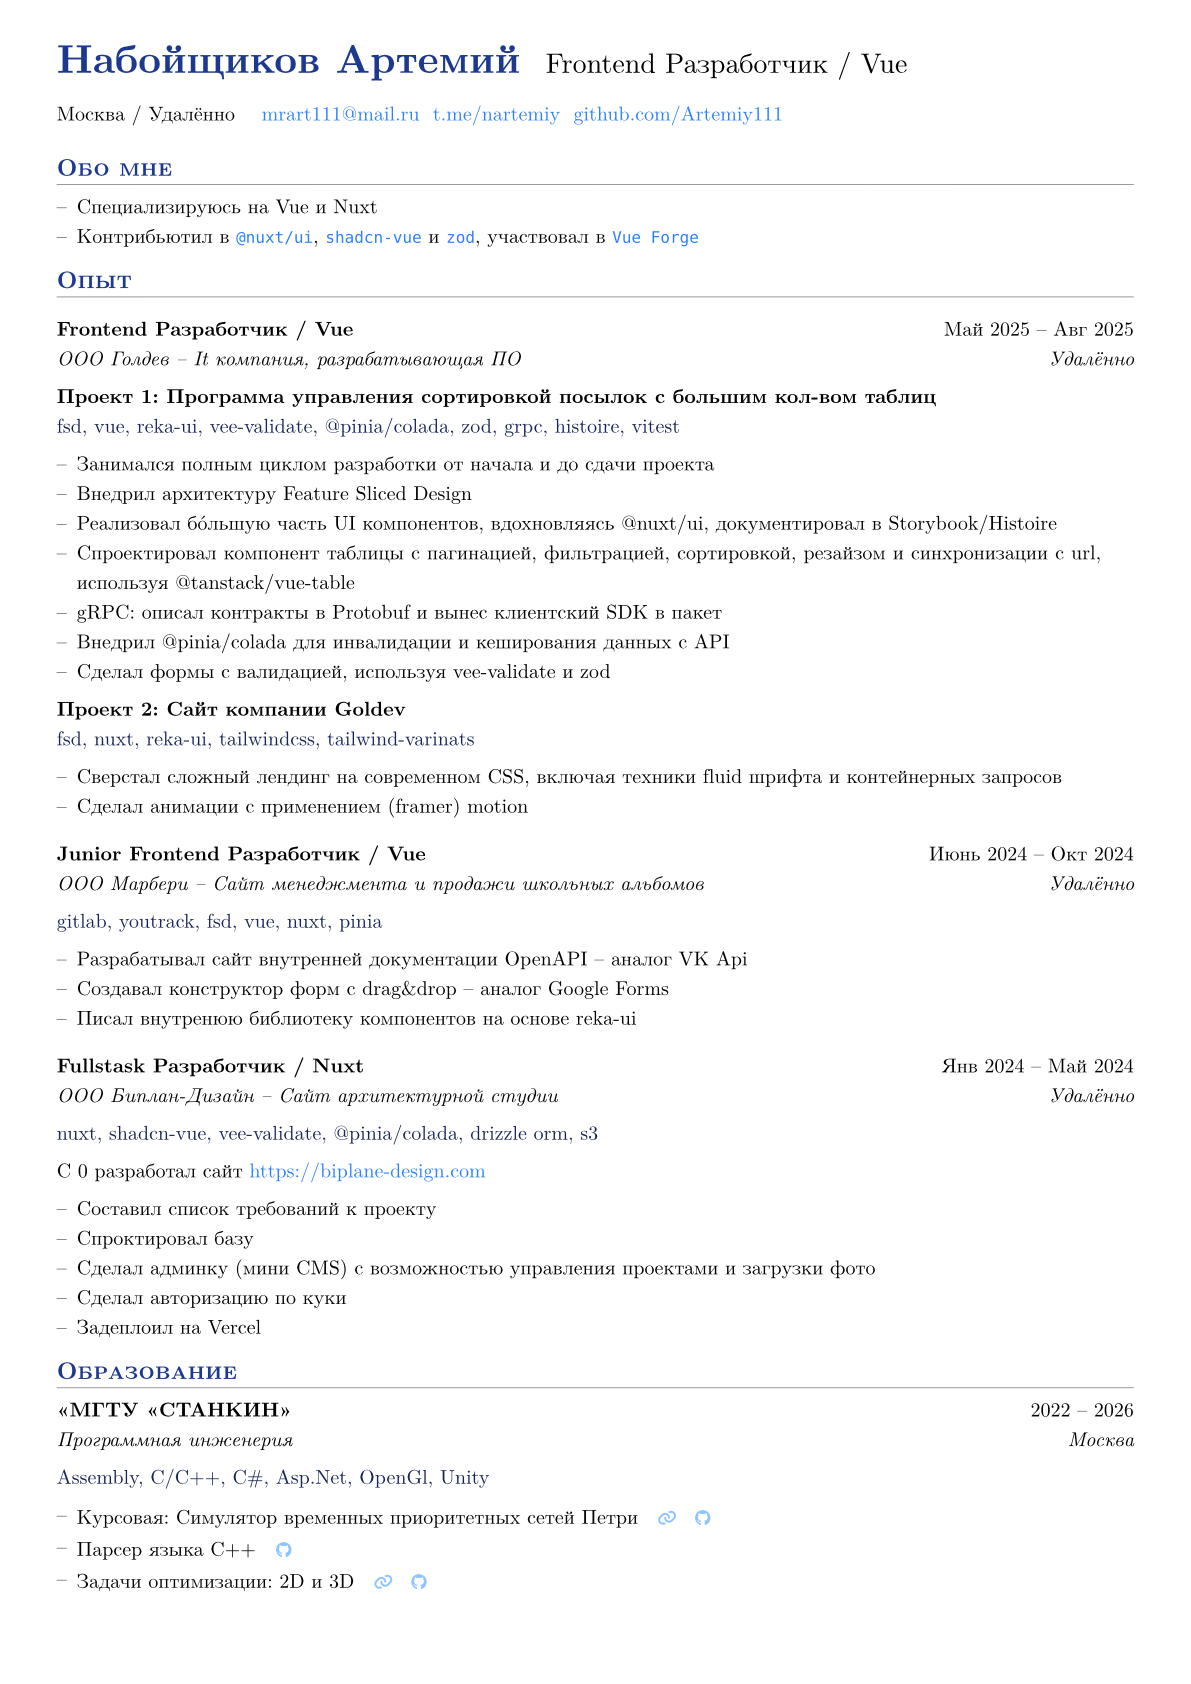 Набойщиков Артемий Frontend Разработчик / Vue
Москва / Удалённо mrart111@mail.ru t.me/nartemiy github.com/Artemiy111
Обо мне
– Специализируюсь на Vue и Nuxt
– Контрибьютил в @nuxt/ui, shadcn-vue и zod, участвовал в Vue Forge
Опыт
Frontend Разработчик / Vue Май 2025 – Авг 2025
ООО Голдев – It компания, разрабатывающая ПО Удалённо
Проект 1: Программа управления сортировкой посылок с большим кол-вом таблиц
fsd, vue, reka-ui, vee-validate, @pinia/colada, zod, grpc, histoire, vitest
– Занимался полным циклом разработки от начала и до сдачи проекта
– Внедрил архитектуру Feature Sliced Design
– Реализовал бóльшую часть UI компонентов, вдохновляясь @nuxt/ui, документировал в Storybook/Histoire
– Спроектировал компонент таблицы с пагинацией, фильтрацией, сортировкой, резайзом и синхронизации с url,
используя @tanstack/vue-table
– gRPC: описал контракты в Protobuf и вынес клиентский SDK в пакет
– Внедрил @pinia/colada для инвалидации и кеширования данных с API
– Сделал формы с валидацией, используя vee-validate и zod
Проект 2: Сайт компании Goldev
fsd, nuxt, reka-ui, tailwindcss, tailwind-varinats
– Сверстал сложный лендинг на современном CSS, включая техники fluid шрифта и контейнерных запросов
– Сделал анимации с применением (framer) motion
Junior Frontend Разработчик / Vue Июнь 2024 – Окт 2024
ООО Марбери – Сайт менеджмента и продажи школьных альбомов Удалённо
gitlab, youtrack, fsd, vue, nuxt, pinia
– Разрабатывал сайт внутренней документации OpenAPI – аналог VK Api
– Создавал конструктор форм с drag&drop – аналог Google Forms
– Писал внутренюю библиотеку компонентов на основе reka-ui
Fullstask Разработчик / Nuxt Янв 2024 – Май 2024
ООО Биплан-Дизайн – Сайт архитектурной студии Удалённо
nuxt, shadcn-vue, vee-validate, @pinia/colada, drizzle orm, s3
С 0 разработал сайт https://biplane-design.com
– Составил список требований к проекту
– Спроктировал базу
– Сделал админку (мини CMS) с возможностью управления проектами и загрузки фото
– Сделал авторизацию по куки
– Задеплоил на Vercel
Образование
«МГТУ «СТАНКИН» 2022 – 2026
Программная инженерия Москва
Assembly, C/C++, C#, Asp.Net, OpenGl, Unity
– Курсовая: Симулятор временных приоритетных сетей Петри
– Парсер языка C++
– Задачи оптимизации: 2D и 3D